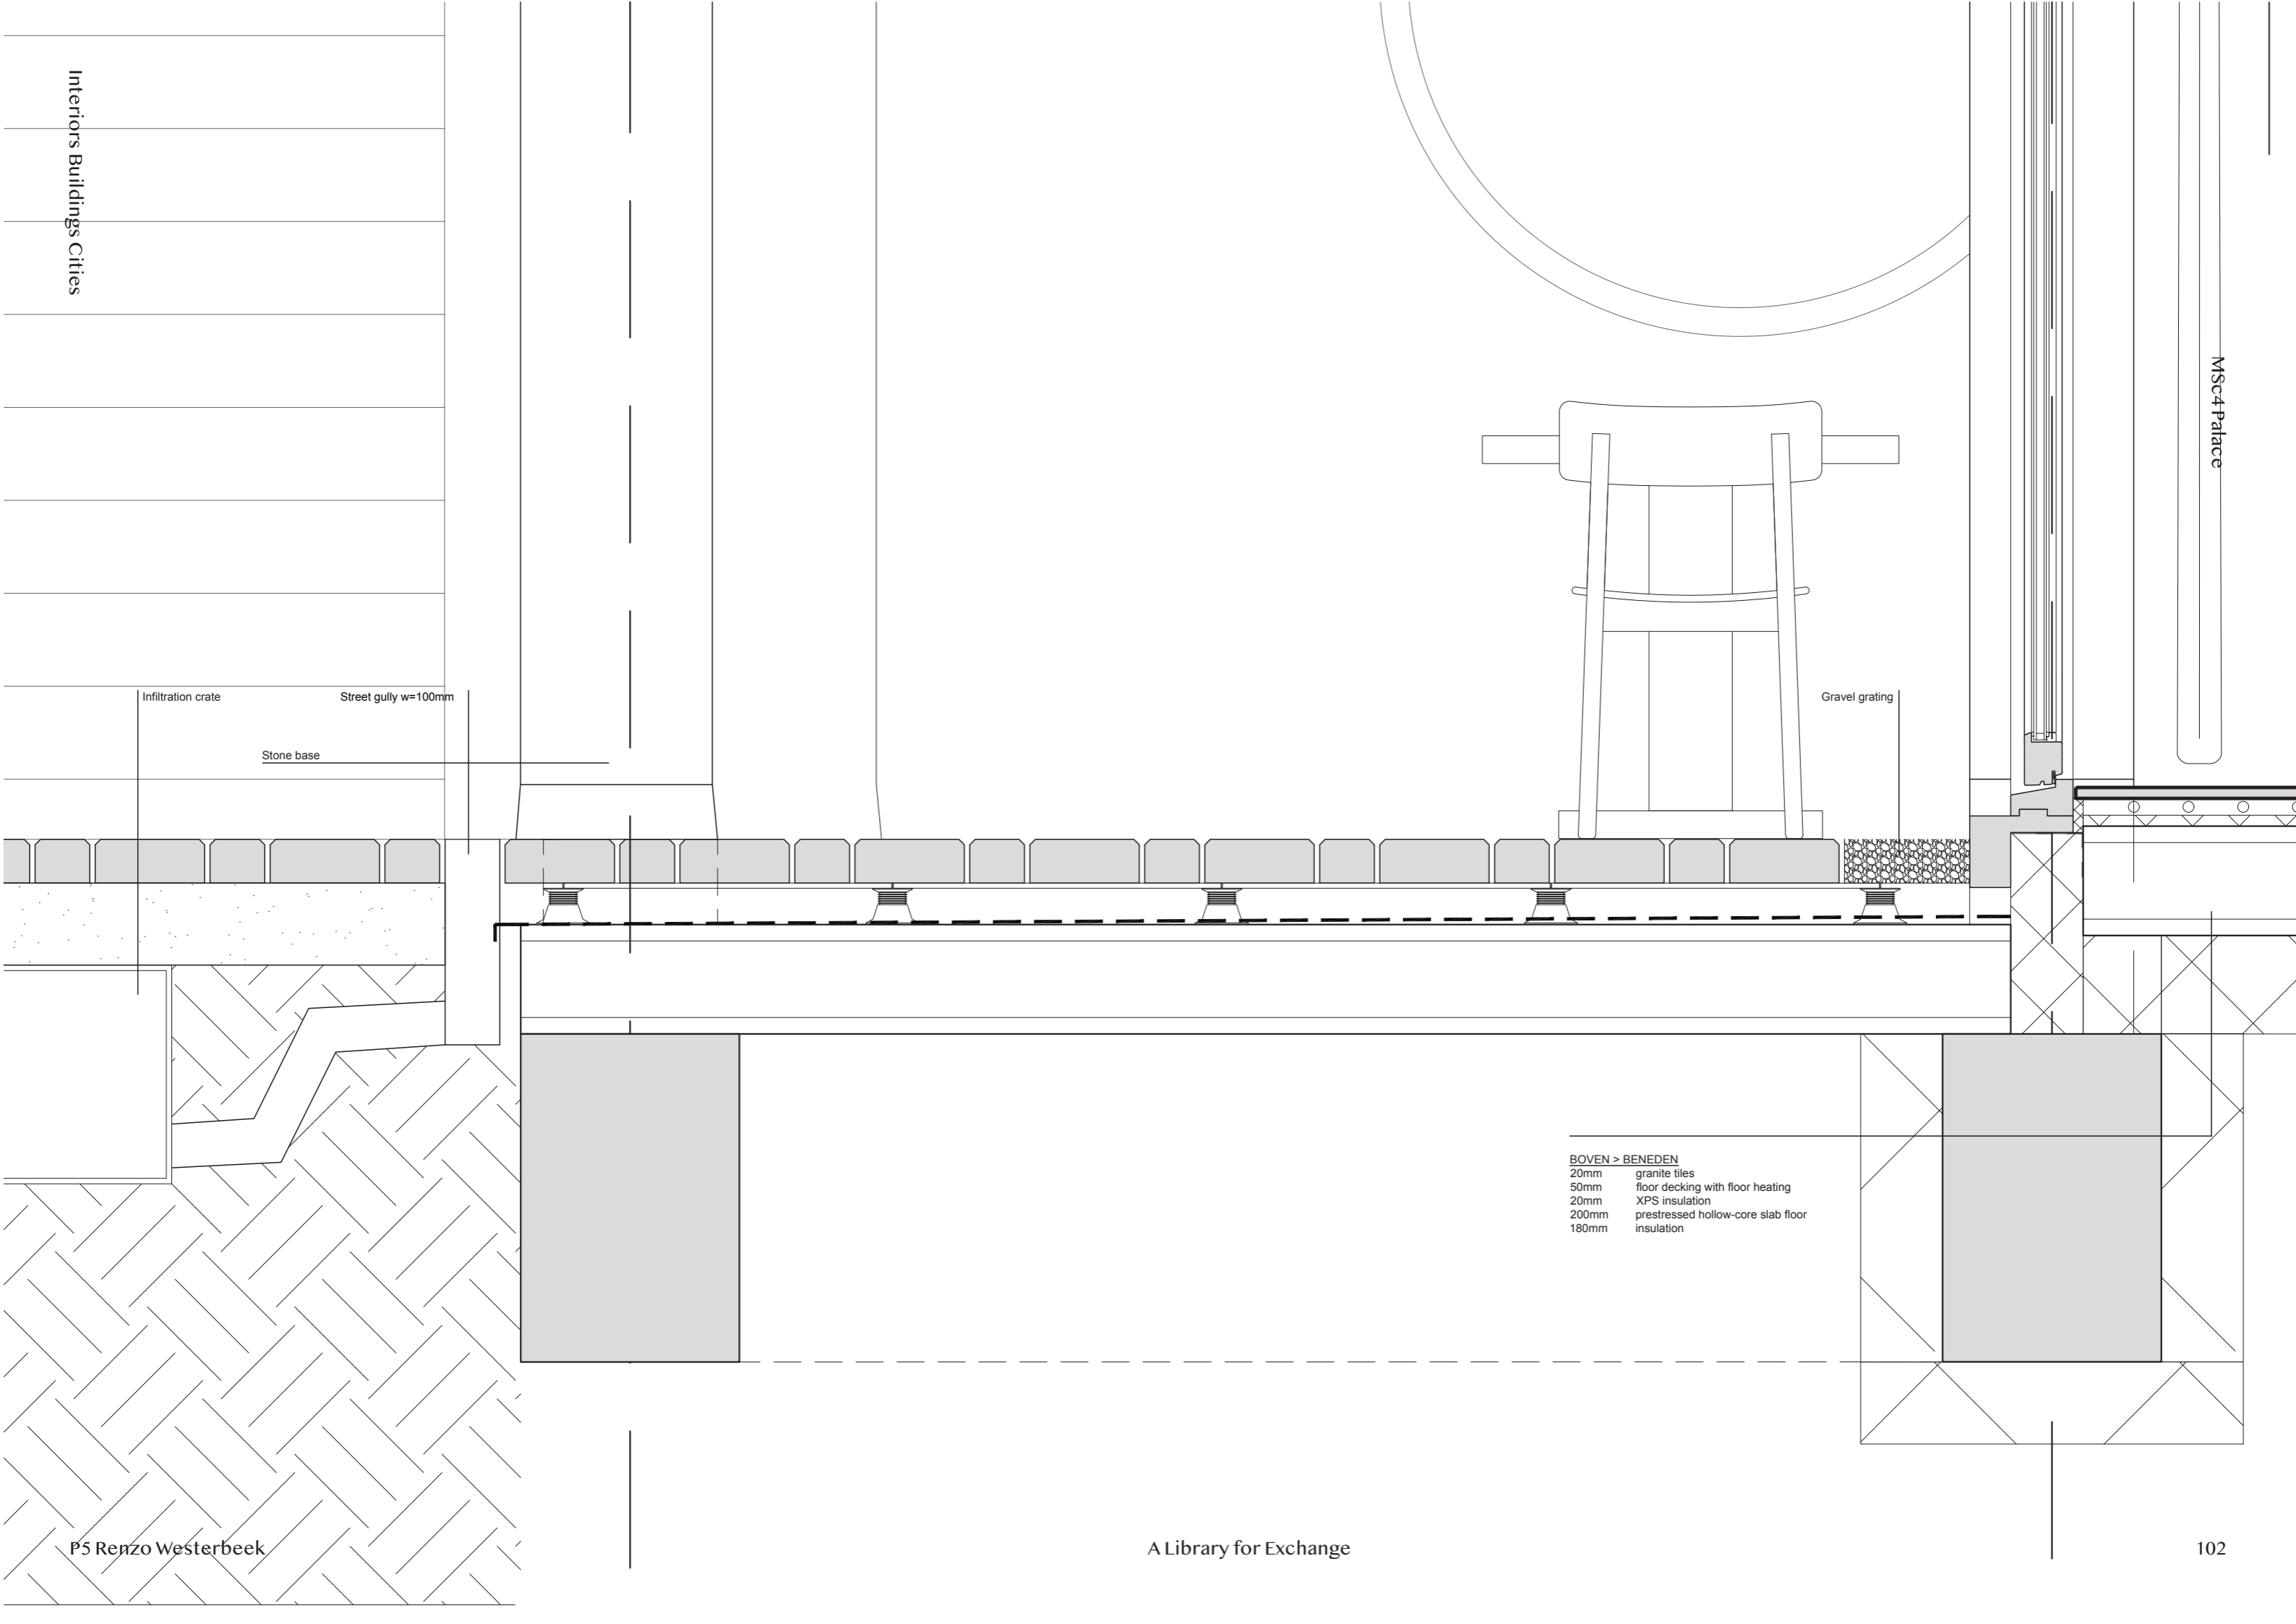 Interiors Buildings Cities
MSc4 Palace
Infiltration crate
Street gully w=100mm
Gravel grating
Stone base
BOVEN > BENEDEN
20mm granite tiles
50mm floor decking with floor heating
20mm XPS insulation
200mm prestressed hollow-core slab floor
180mm insulation
P5 Renzo Westerbeek
A Library for Exchange
102